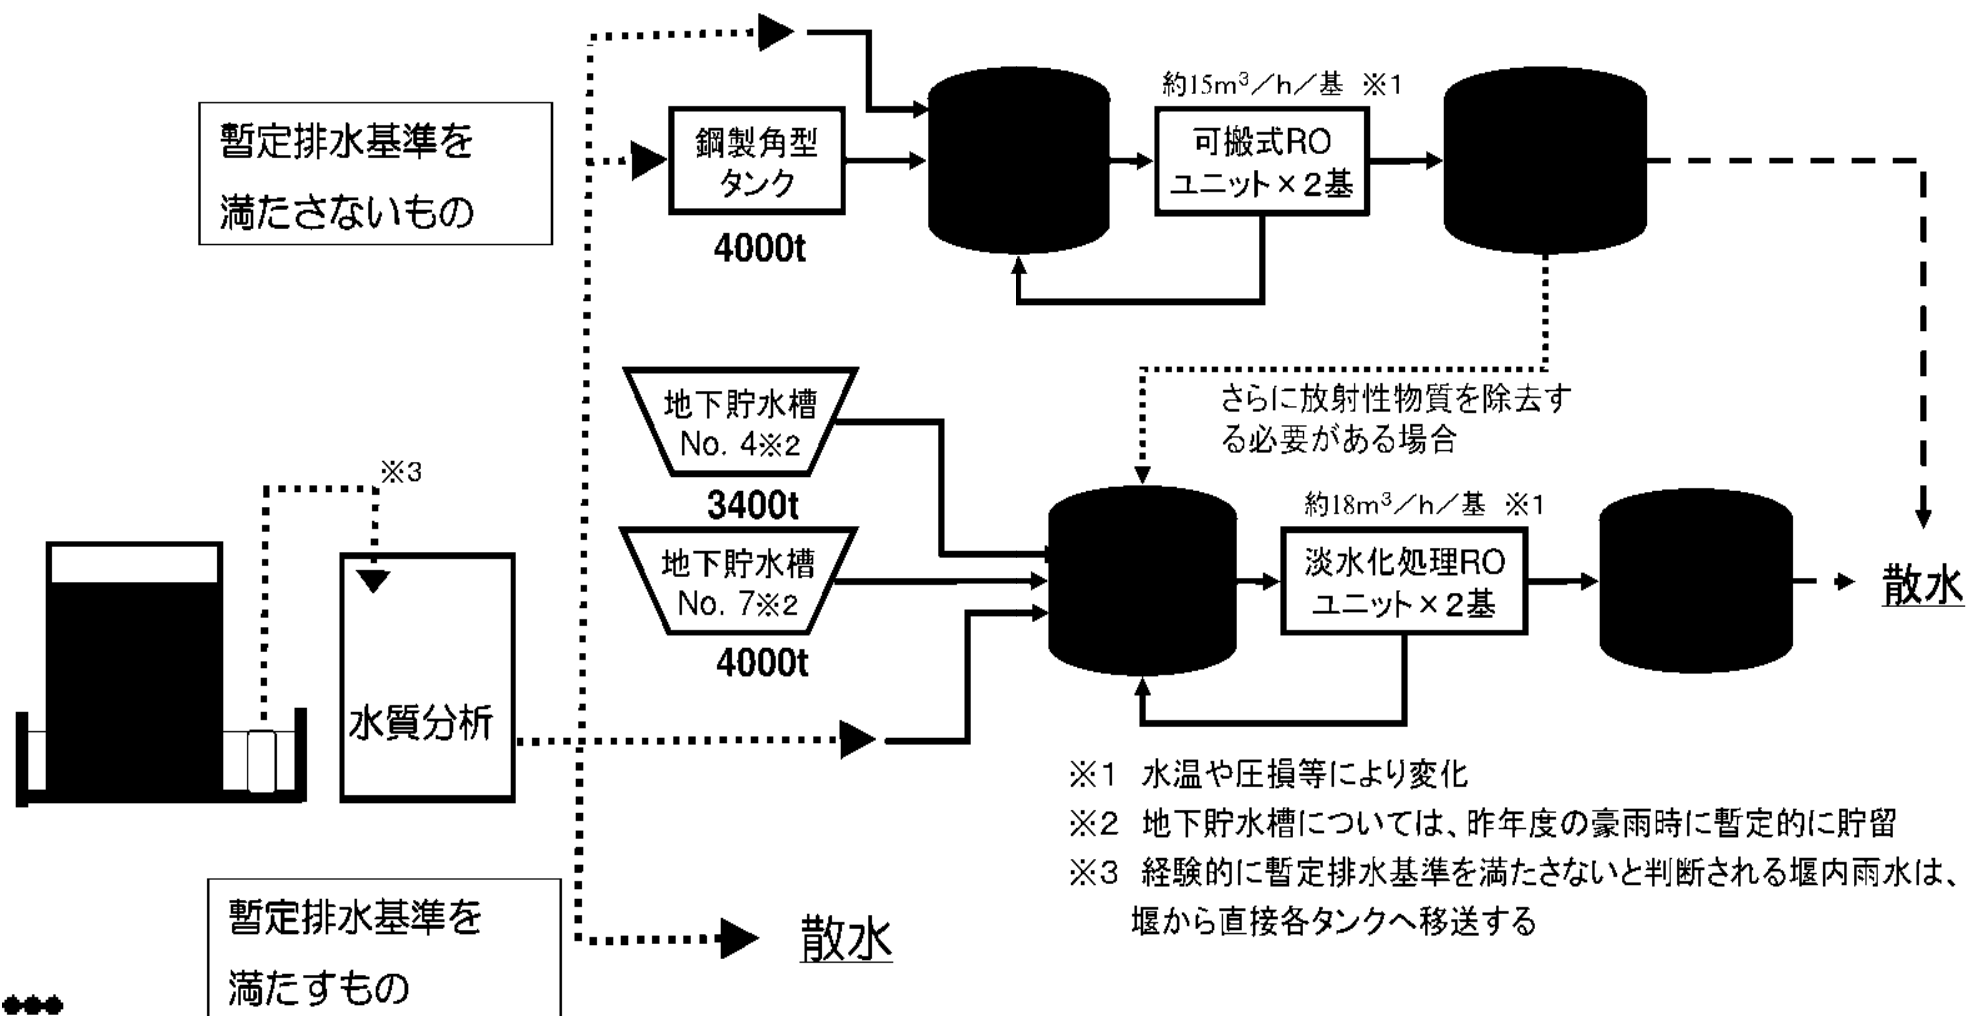 約15m³/h/基 ※1
暫定排水基準を
満たさないもの
鋼製角型
タンク
4000t
可搬式RO
ユニット×2基
さらに放射性物質を除去す
る必要がある場合
地下貯水槽
No. 4※2
3400t
※3
約18m³/h/基 ※1
地下貯水槽
No. 7※2
4000t
淡水化処理RO
ユニット×2基
散水
水質分析
※1 水温や圧損等により変化
※2 地下貯水槽については、昨年度の豪雨時に暫定的に貯留
※3 経験的に暫定排水基準を満たさないと判断される堰内雨水は、
堰から直接各タンクへ移送する
暫定排水基準を
満たすもの
散水